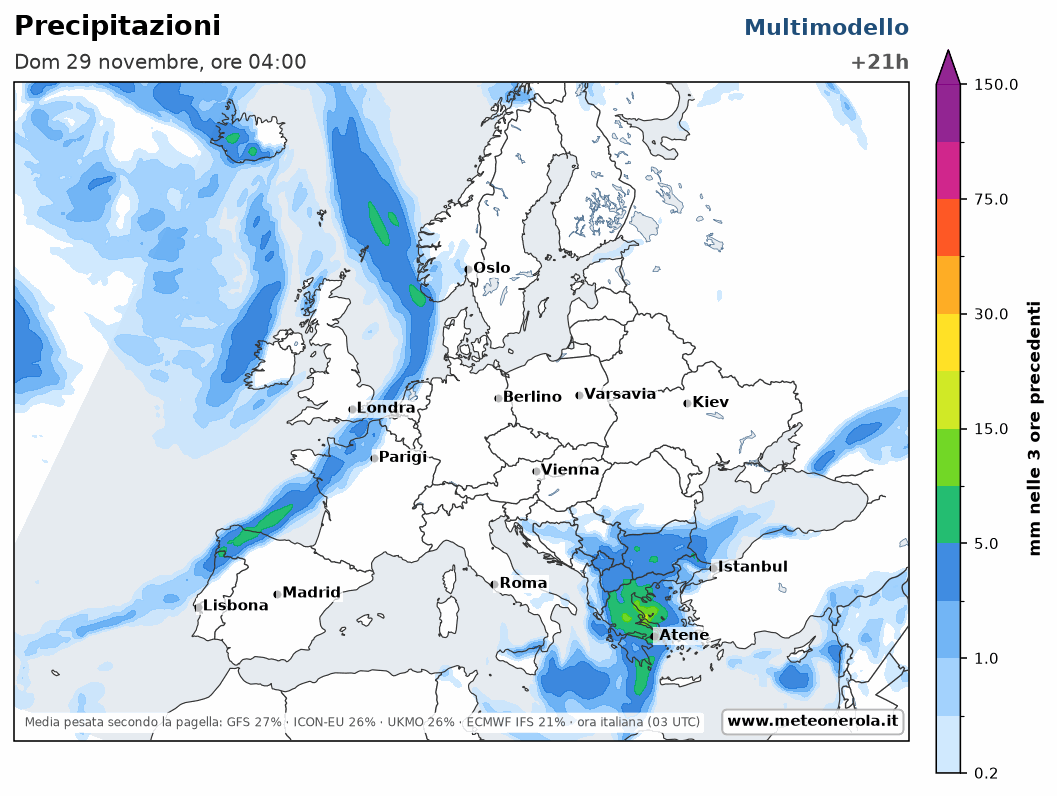 Precipitazioni
Multimodello
Dom 29 novembre, ore 04:00
+21h
150.0
75.0
30.0
15.0
5.0
1.0
0.2
mm nelle 3 ore precedenti
Oslo
Londra
Berlino
Varsavia
Kiev
Parigi
Vienna
Istanbul
Roma
Madrid
Lisbona
Atene
Media pesata secondo la pagella: GFS 27% · ICON-EU 26% · UKMO 26% · ECMWF IFS 21% · ora italiana (03 UTC)
www.meteonerola.it